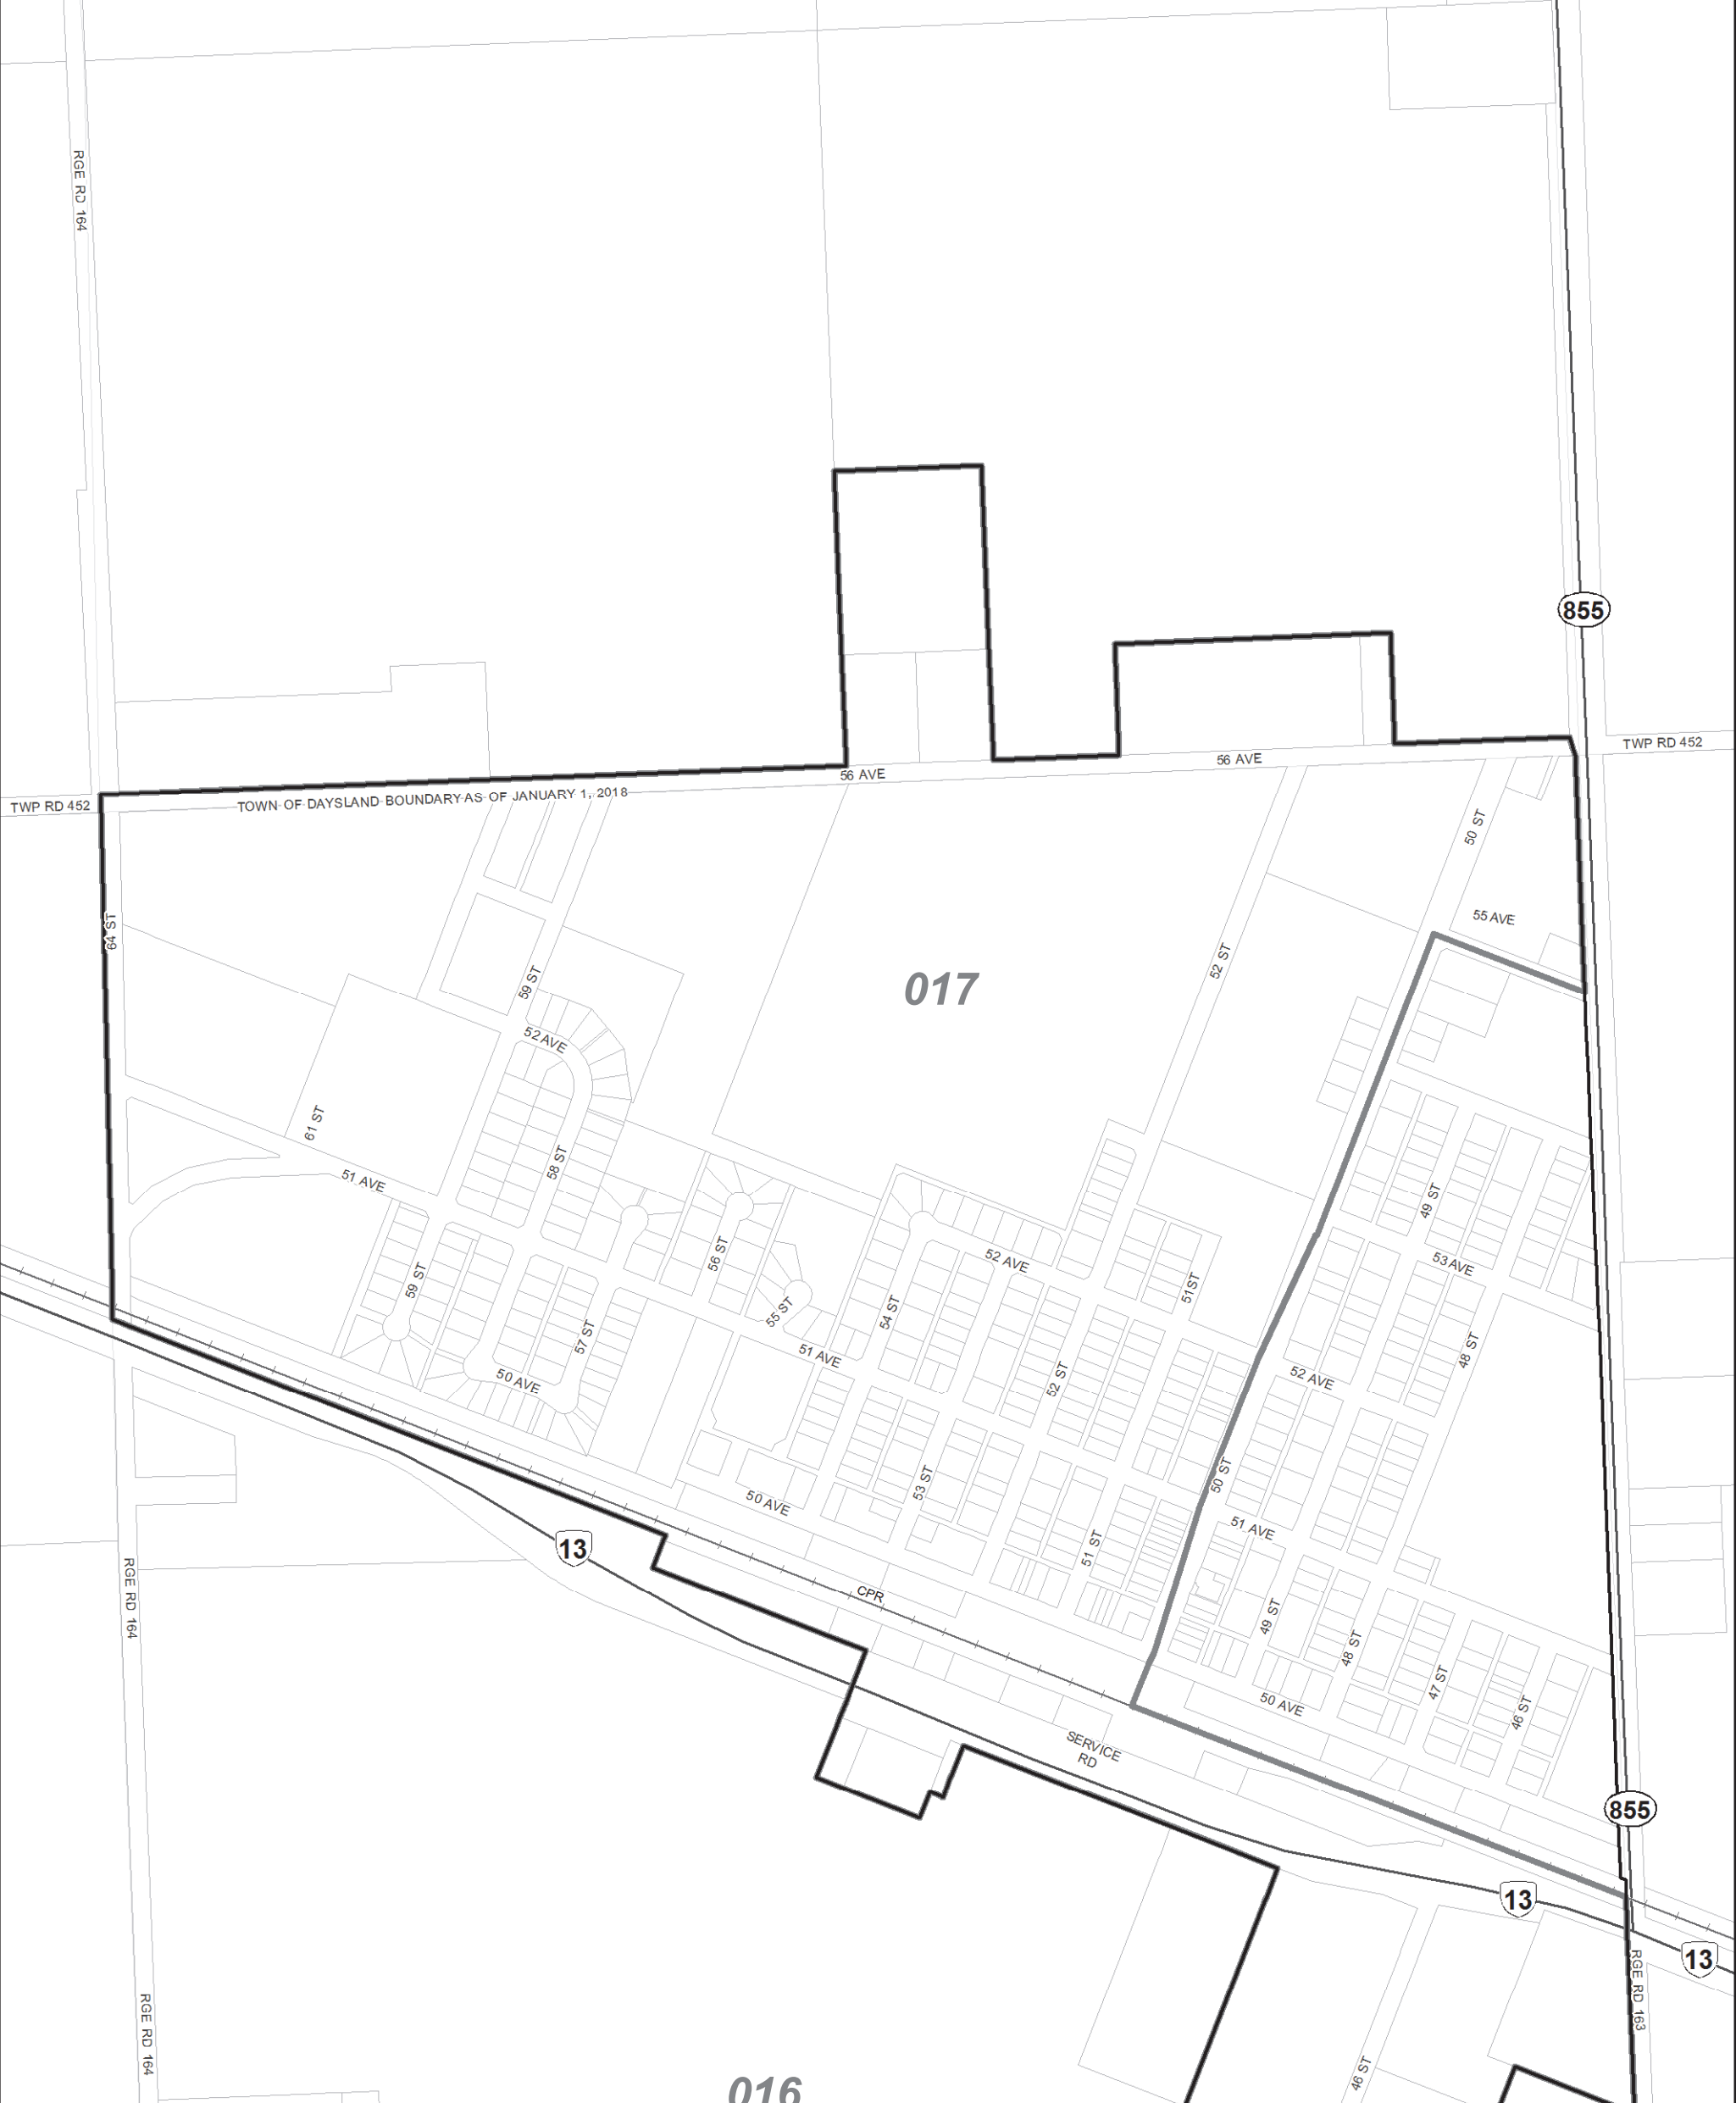 RGE RD 164
855
TWP RD 452
56 AVE
56 AVE
TOWN OF DAYSLAND BOUNDARY AS OF JANUARY 1, 2018
TWP RD 452
50 ST
55 AVE
64 ST
52 ST
59 ST
017
52 AVE
61 ST
58 ST
51 AVE
49 ST
56 ST
52 AVE
53 AVE
59 ST
51 ST
55 ST
54 ST
57 ST
48 ST
51 AVE
52 ST
52 AVE
50 AVE
50 ST
53 ST
50 AVE
51 AVE
13
51 ST
CPR
RGE RD 164
49 ST
48 ST
47 ST
50 AVE
46 ST
SERVICE
RD
855
13
13
RGE RD 163
RGE RD 164
46 ST
016